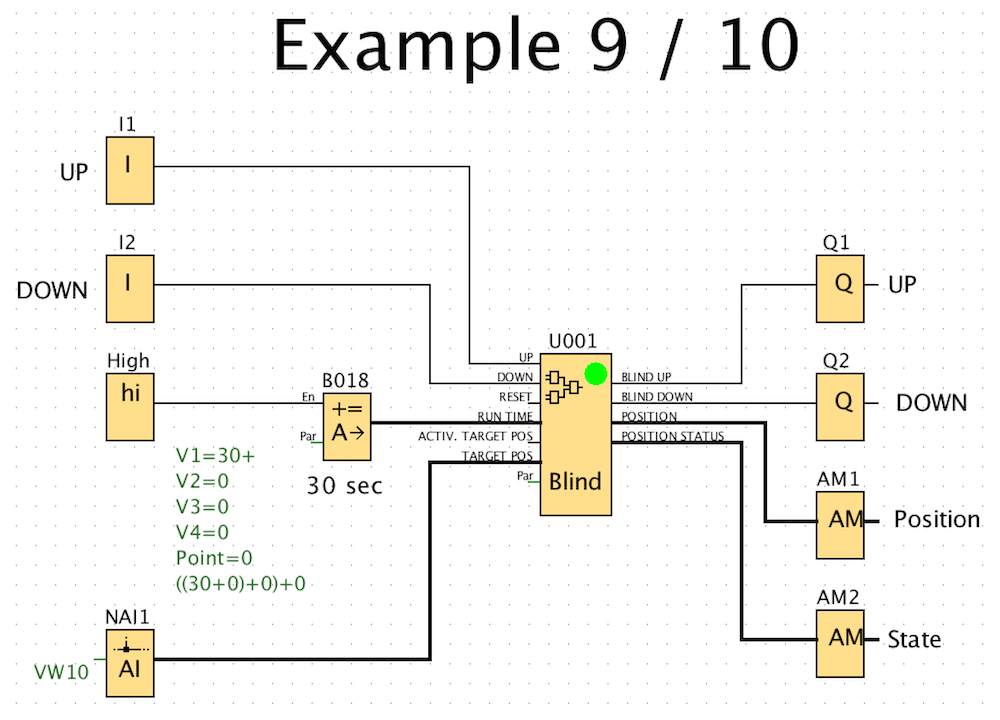 Example 9 / 10
I1
UP
I
I2
DOWN
I
High
hi
B018
En
+=
A→
Par
30 sec
V1=30+
V2=0
V3=0
V4=0
Point=0
((30+0)+0)+0
NAI1
AI
VW10
U001
UP
DOWN
RESET
RUN TIME
ACTIV. TARGET POS
TARGET POS
Par
Blind
BLIND UP
BLIND DOWN
POSITION
POSITION STATUS
Q1
Q
UP
Q2
Q
DOWN
AM1
AM
Position
AM2
AM
State